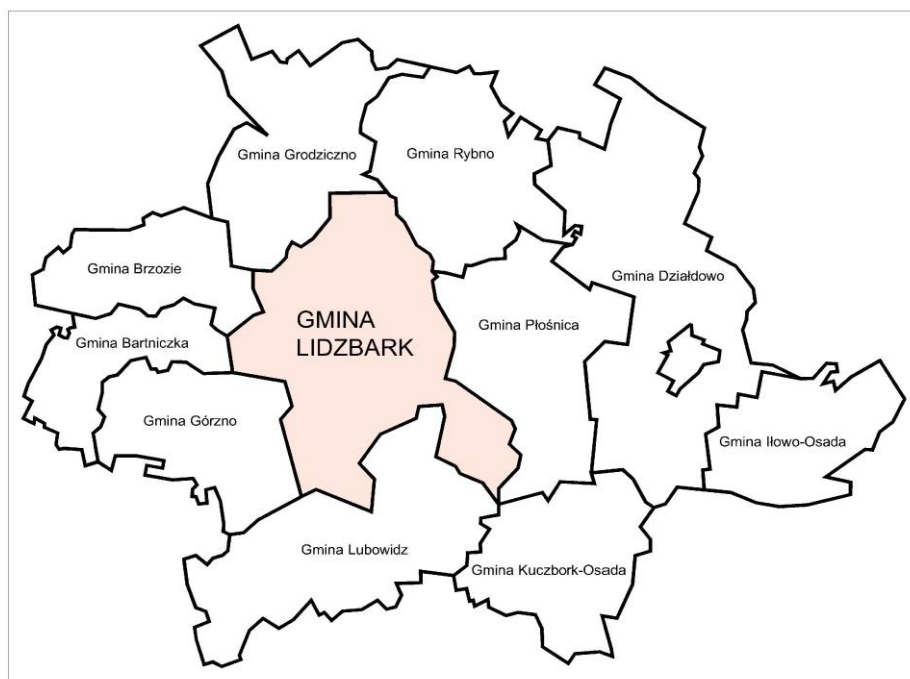 Gmina Grodziczno
Gmina Rybno
Gmina Brzozie
Gmina Działdowo
GMINA
LIDZBARK
Gmina Płośnica
Gmina Bartniczka
Gmina Górzno
Gmina Iłowo-Osada
Gmina Lubowidz
Gmina Kuczbork-Osada